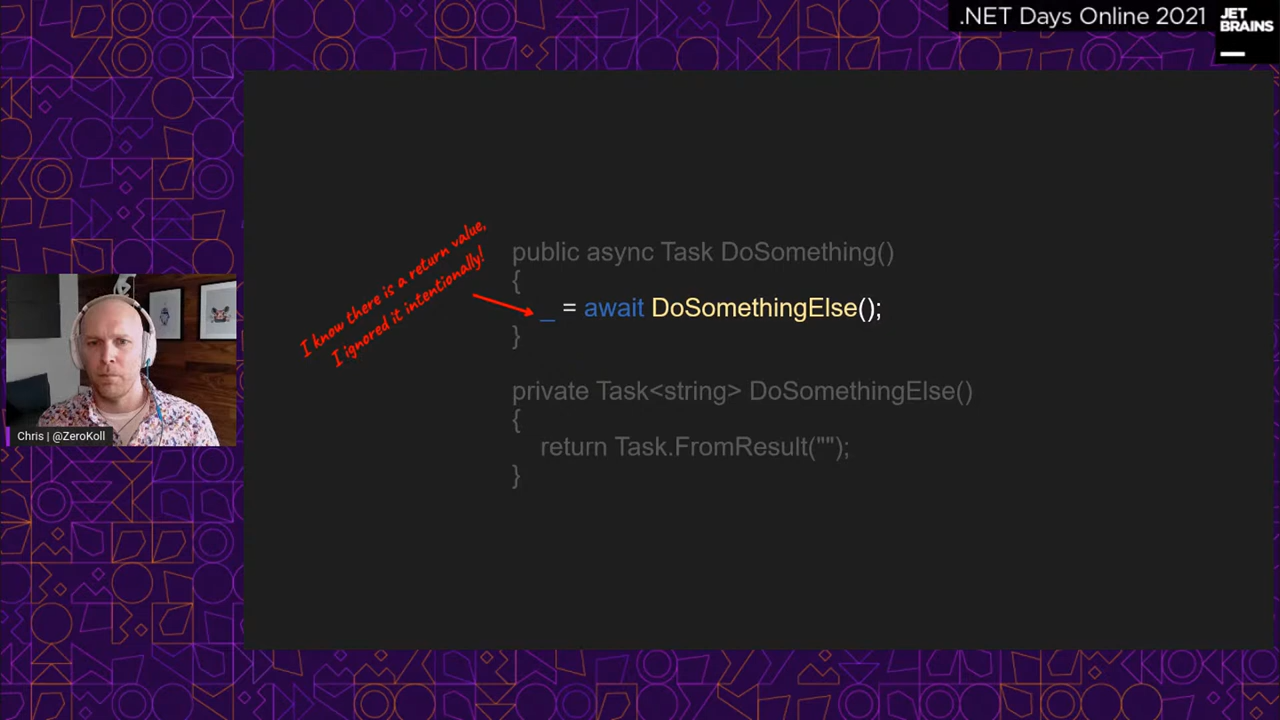 .NET Days Online 2021
JET
BRAINS
I know there is a return value,
I ignored it intentionally!
public async Task DoSomething()
{
_ = await DoSomethingElse();
}
private Task<string> DoSomethingElse()
{
return Task.FromResult("");
}
Chris | @ZeroKoll